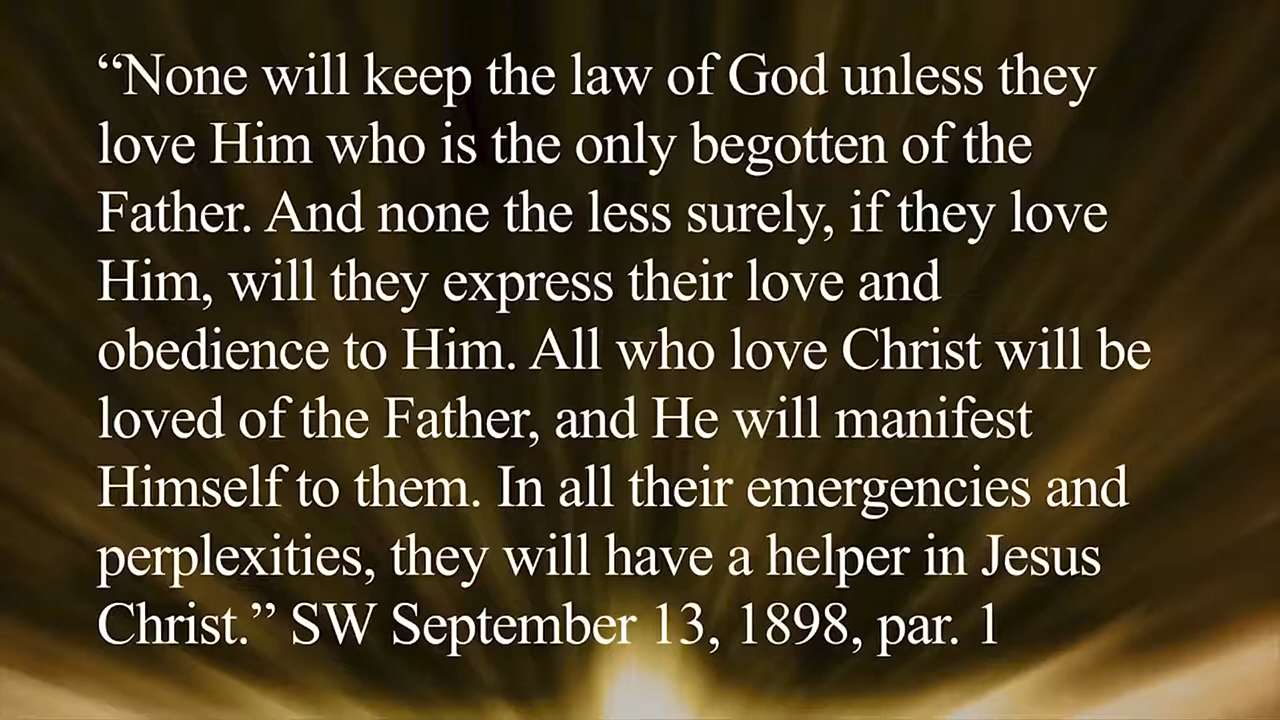 “None will keep the law of God unless they
love Him who is the only begotten of the
Father. And none the less surely, if they love
Him, will they express their love and
obedience to Him. All who love Christ will be
loved of the Father, and He will manifest
Himself to them. In all their emergencies and
perplexities, they will have a helper in Jesus
Christ.” SW September 13, 1898, par. 1